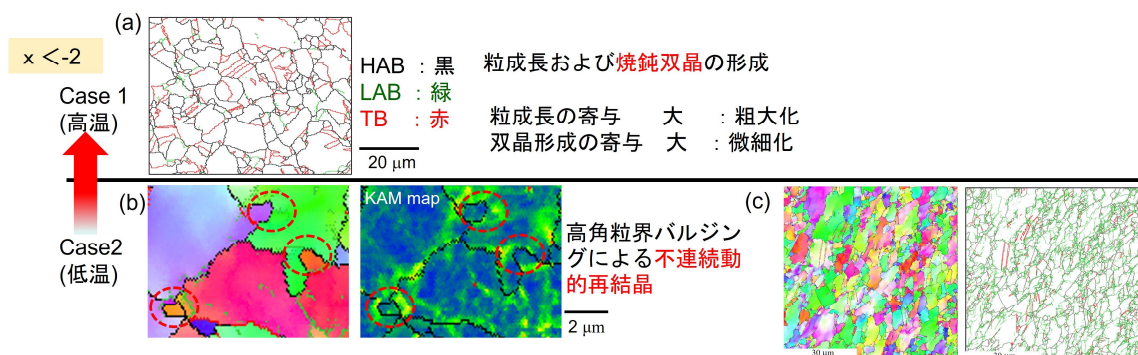 (a)
x ＜-2
HAB ：黒
LAB ：緑
TB ：赤
粒成長および焼鈍双晶の形成
粒成長の寄与 大 ：粗大化
双晶形成の寄与 大 ：微細化
20 μm
Case 1
(高温)
(b)
KAM map
(c)
Case2
(低温)
高角粒界バルジン
グによる不連続動
的再結晶
2 μm
30 μm